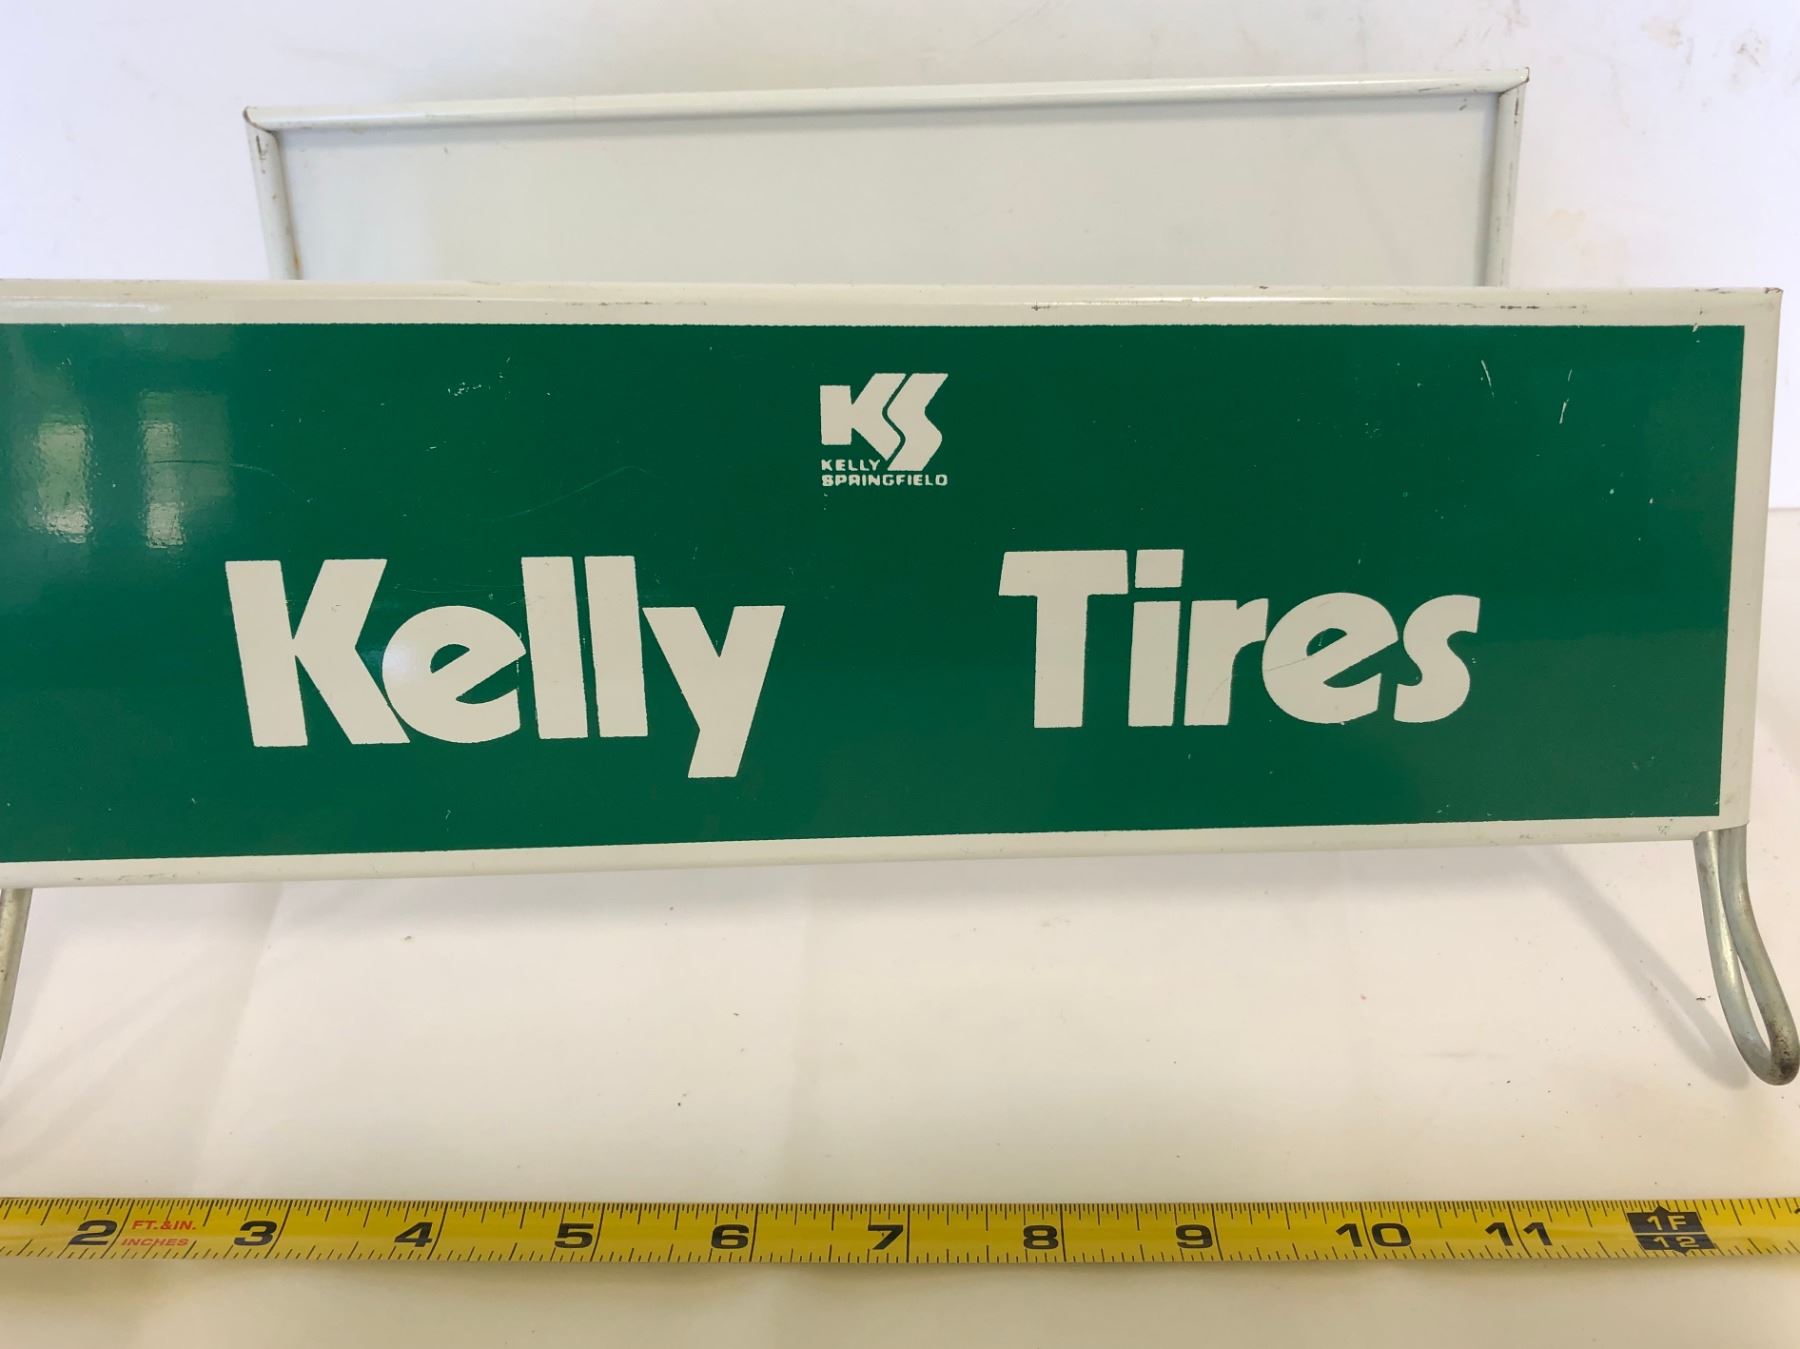 KS
KELLY
SPRINGFIELD
Kelly Tires
2 FT.&IN. 3 4 5 6 7 8 9 10 11 1F
INCHES 12